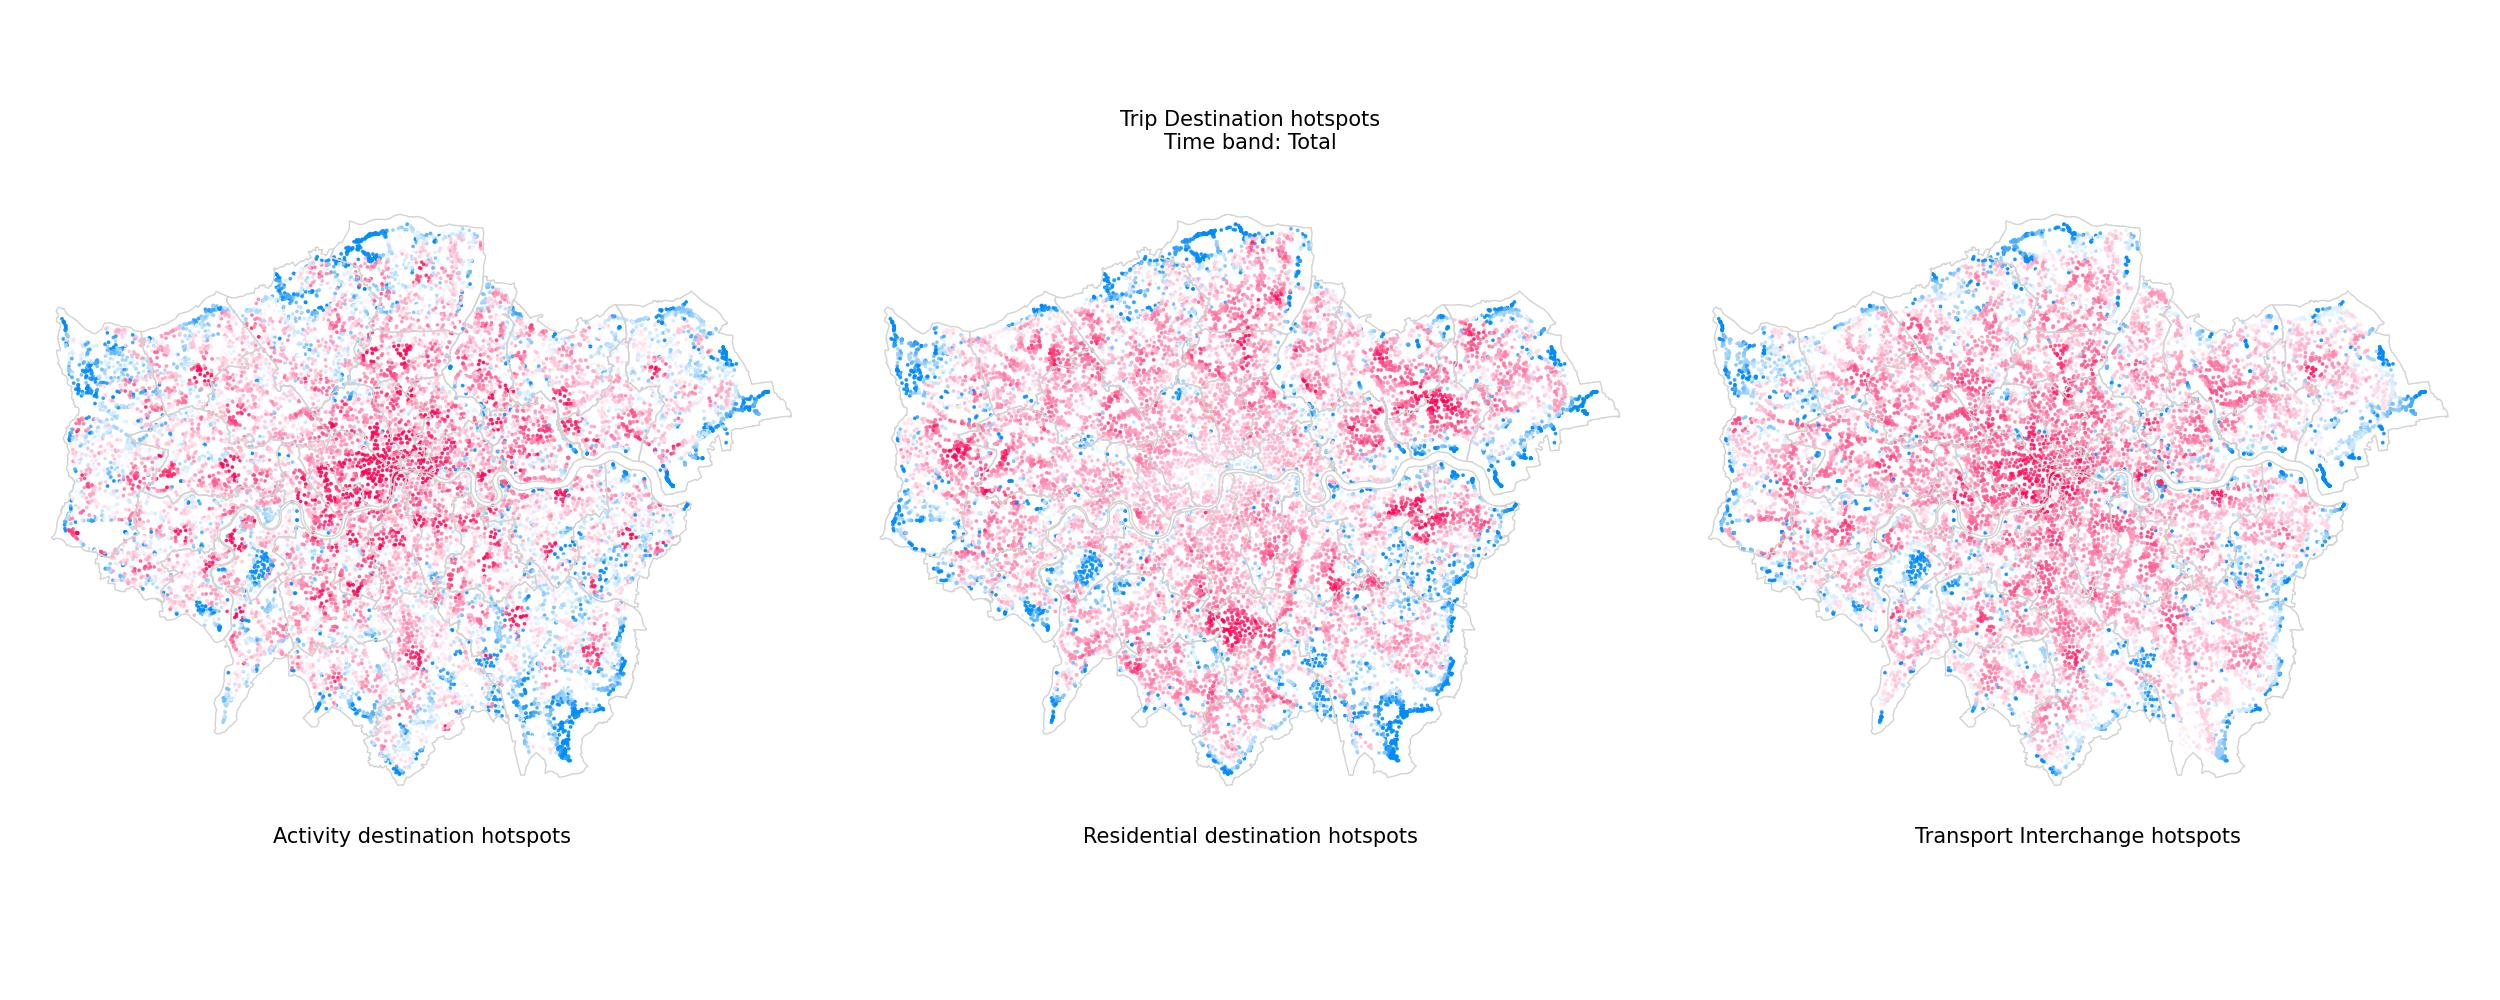 Trip Destination hotspots
Time band: Total
Activity destination hotspots
Residential destination hotspots
Transport Interchange hotspots